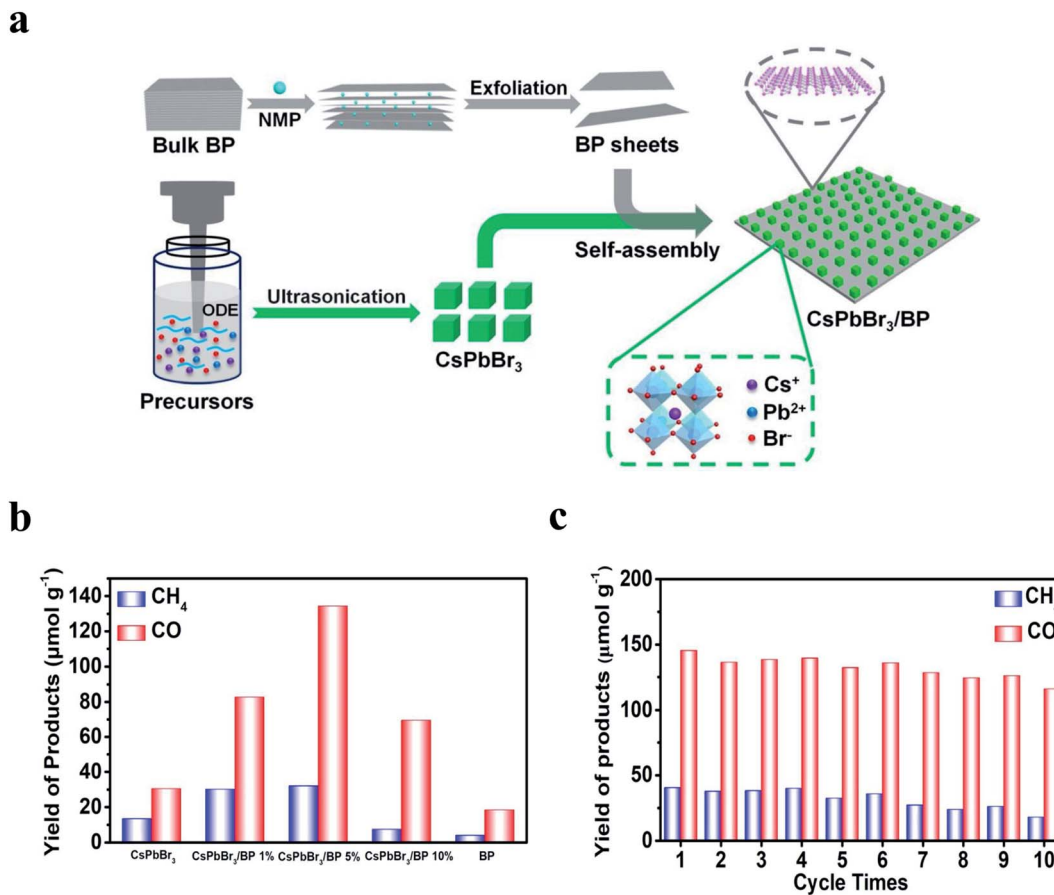 a
NMP
Exfoliation
Bulk BP
BP sheets
ODE
Ultrasonication
Self-assembly
CsPbBr₃
CsPbBr₃/BP
Precursors
Cs⁺
Pb²⁺
Br⁻
b
Yield of Products (μmol g⁻¹)
140
120
100
80
60
40
20
0
CH₄
CO
CsPbBr₃
CsPbBr₃/BP 1%
CsPbBr₃/BP 5%
CsPbBr₃/BP 10%
BP
c
Yield of products (μmol g⁻¹)
200
150
100
50
0
CH
CO
1 2 3 4 5 6 7 8 9 10
Cycle Times